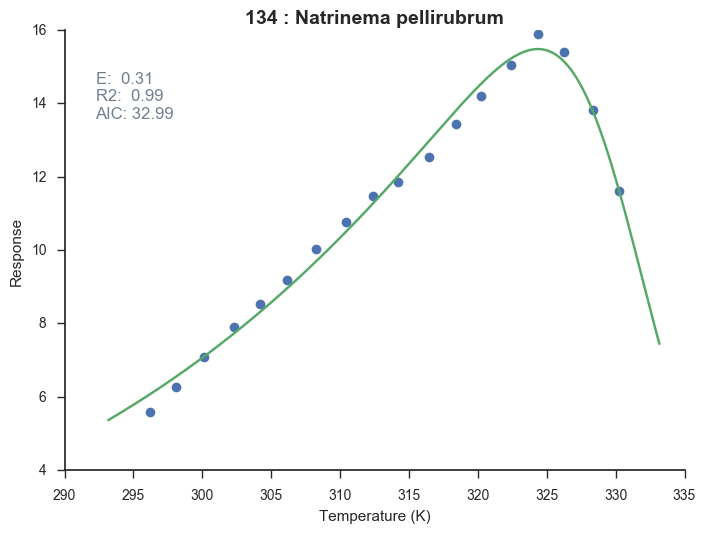 134 : Natrinema pellirubrum
E:  0.31
R2:  0.99
AIC: 32.99
Response
16
14
12
10
8
6
4
290 295 300 305 310 315 320 325 330 335
Temperature (K)